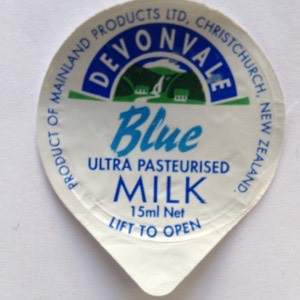 PRODUCT OF MAINLAND PRODUCTS LTD, CHRISTCHURCH, NEW ZEALAND.
DEVONVALE
Blue
ULTRA PASTEURISED
MILK
15ml Net
LIFT TO OPEN